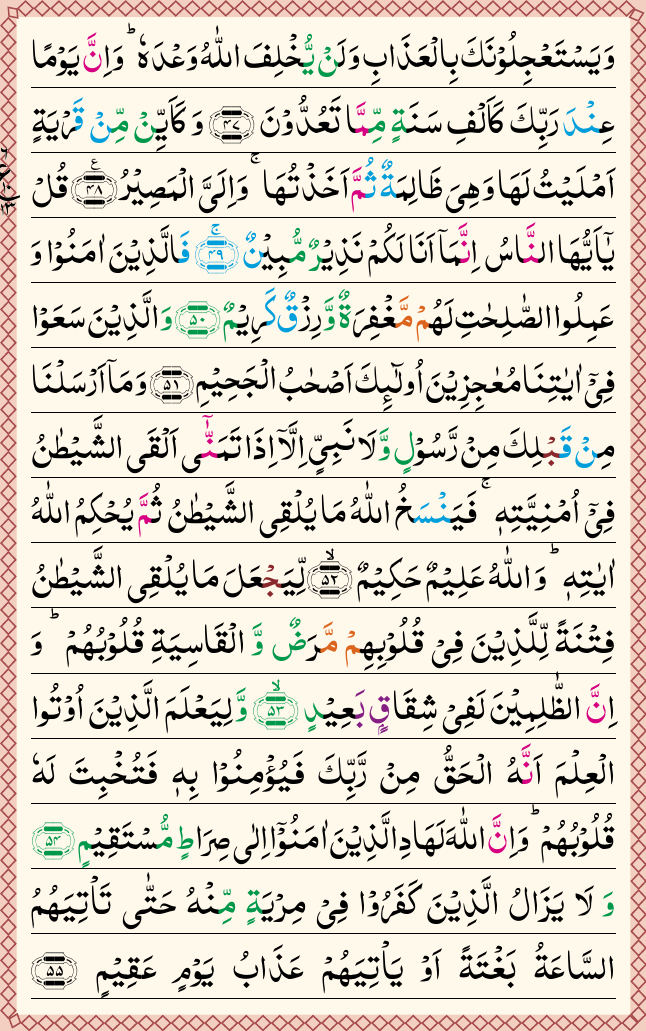 وَيَسۡتَعۡجِلُوۡنَكَ بِالۡعَذَابِ وَلَنۡ يُّخۡلِفَ اللّٰهُ وَعۡدَهٗ ؕ وَاِنَّ يَوۡمًا
عِنۡدَ رَبِّكَ كَاَلۡفِ سَنَةٍ مِّمَّا تَعُدُّوۡنَ ﴿۴۷﴾ وَ كَاَيِّنۡ مِّنۡ قَرۡيَةٍ
اَمۡلَيۡتُ لَهَا وَهِىَ ظَالِمَةٌ ثُمَّ اَخَذۡتُهَا ۚ وَاِلَىَّ الۡمَصِيۡرُ ﴿۴۸﴾ قُلۡ
يٰۤاَيُّهَا النَّاسُ اِنَّمَاۤ اَنَا لَكُمۡ نَذِيۡرٌ مُّبِيۡنٌ ۚ ﴿۴۹﴾ فَالَّذِيۡنَ اٰمَنُوۡا وَ
عَمِلُوا الصّٰلِحٰتِ لَهُمۡ مَّغۡفِرَةٌ وَّرِزۡقٌ كَرِيۡمٌ ﴿۵۰﴾ وَالَّذِيۡنَ سَعَوۡا
فِىۡۤ اٰيٰتِنَا مُعٰجِزِيۡنَ اُولٰٓٮِٕكَ اَصۡحٰبُ الۡجَحِيۡمِ ﴿۵۱﴾ وَمَاۤ اَرۡسَلۡنَا
مِنۡ قَبۡلِكَ مِنۡ رَّسُوۡلٍ وَّلَا نَبِىٍّ اِلَّاۤ اِذَا تَمَنّٰٓى اَلۡقَى الشَّيۡطٰنُ
فِىۡۤ اُمۡنِيَّتِهٖ ۚ فَيَنۡسَخُ اللّٰهُ مَا يُلۡقِى الشَّيۡطٰنُ ثُمَّ يُحۡكِمُ اللّٰهُ
اٰيٰتِهٖ ؕ وَاللّٰهُ عَلِيۡمٌ حَكِيۡمٌ ۙ ﴿۵۲﴾ لِّيَجۡعَلَ مَا يُلۡقِى الشَّيۡطٰنُ
فِتۡنَةً لِّلَّذِيۡنَ فِىۡ قُلُوۡبِهِمۡ مَّرَضٌ وَّ الۡقَاسِيَةِ قُلُوۡبُهُمۡ ؕ وَ
اِنَّ الظّٰلِمِيۡنَ لَفِىۡ شِقَاقٍۢ بَعِيۡدٍ ۙ ﴿۵۳﴾ وَّلِيَعۡلَمَ الَّذِيۡنَ اُوۡتُوا
الۡعِلۡمَ اَنَّهُ الۡحَقُّ مِنۡ رَّبِّكَ فَيُؤۡمِنُوۡا بِهٖ فَتُخۡبِتَ لَهٗ
قُلُوۡبُهُمۡ ؕ وَاِنَّ اللّٰهَ لَهَادِ الَّذِيۡنَ اٰمَنُوۡۤا اِلٰى صِرَاطٍ مُّسۡتَقِيۡمٍ ﴿۵۴﴾
وَ لَا يَزَالُ الَّذِيۡنَ كَفَرُوۡا فِىۡ مِرۡيَةٍ مِّنۡهُ حَتّٰى تَاۡتِيَهُمُ
السَّاعَةُ بَغۡتَةً اَوۡ يَاۡتِيَهُمۡ عَذَابُ يَوۡمٍ عَقِيۡمٍ ﴿۵۵﴾